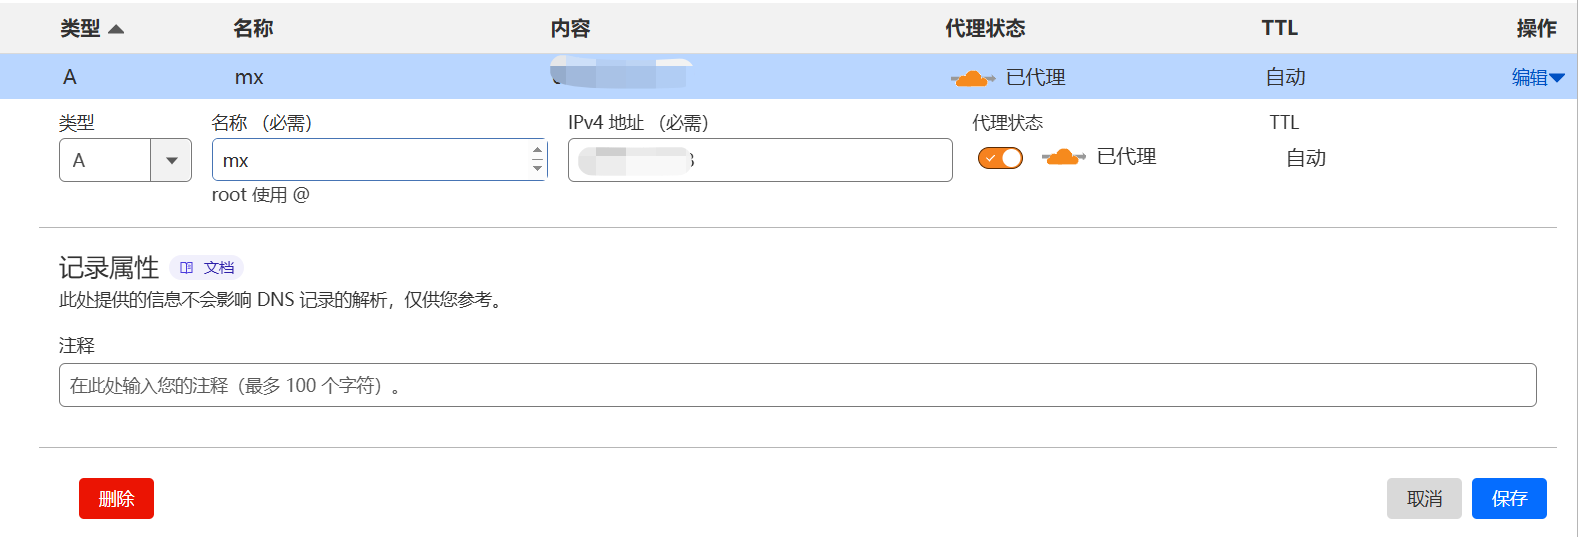 类型 名称 内容 代理状态 TTL 操作
A mx 已代理 自动 编辑
类型 名称 （必需） IPv4 地址 （必需） 代理状态 TTL
A mx 已代理 自动
root 使用 @
记录属性 文档
此处提供的信息不会影响 DNS 记录的解析，仅供您参考。
注释
在此处输入您的注释（最多 100 个字符）。
删除 取消 保存